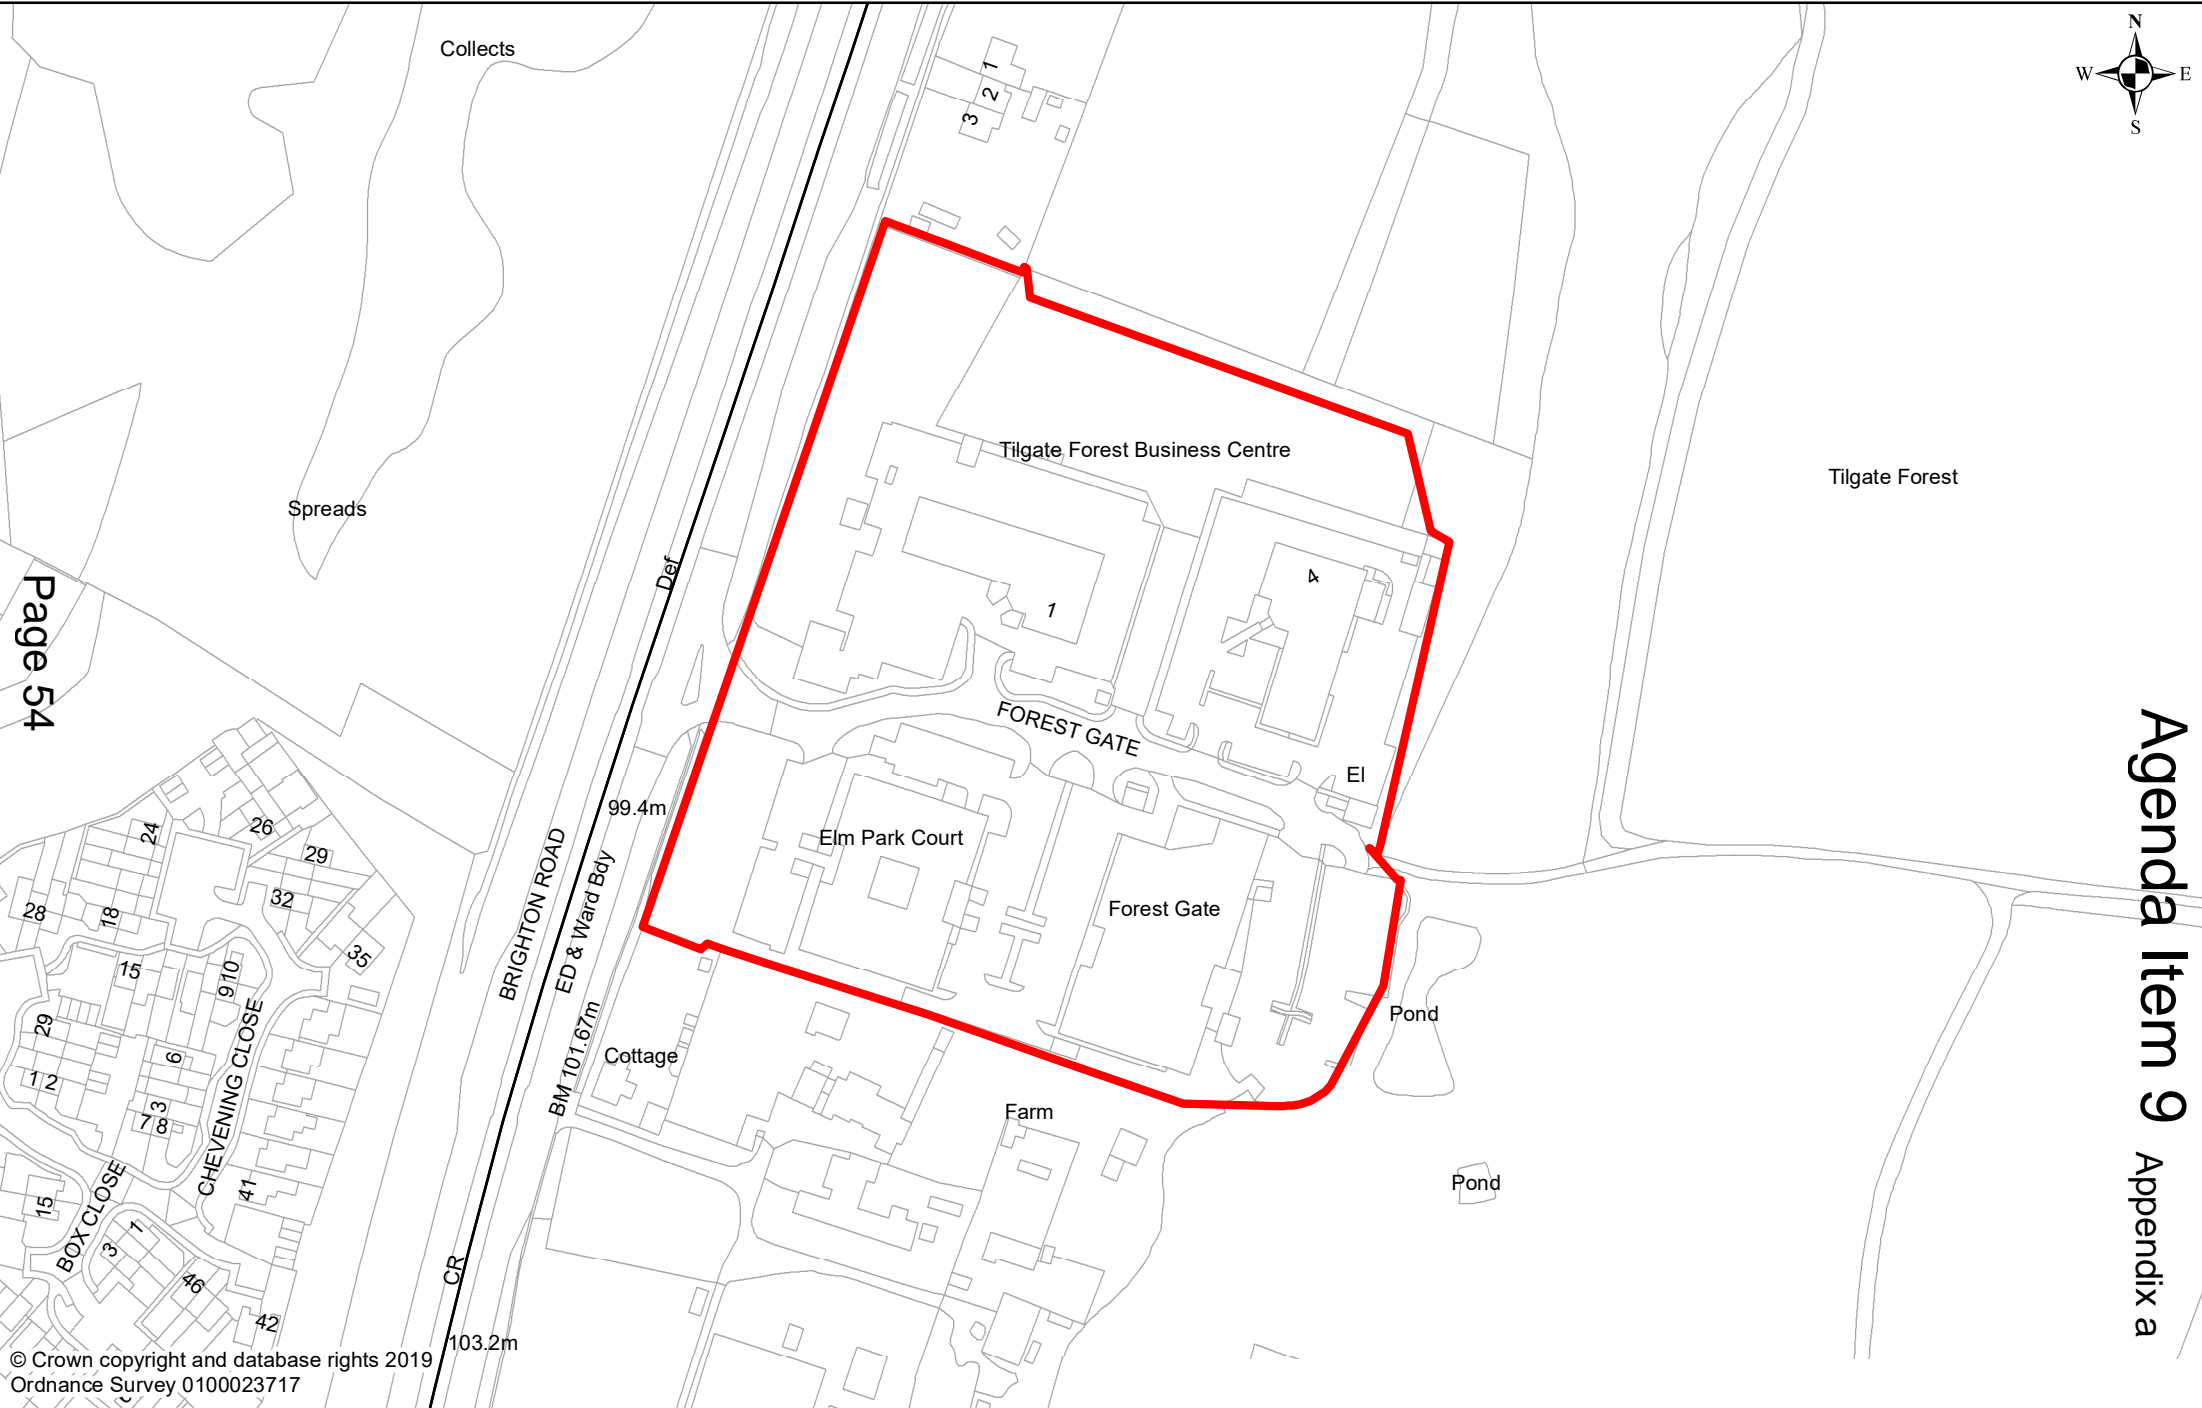 Collects
N
W
E
S
1
2
3
Tilgate Forest Business Centre
Tilgate Forest
Spreads
Def
4
1
Page 54
FOREST GATE
El
99.4m
Elm Park Court
Forest Gate
BRIGHTON ROAD
ED & Ward Bdy
BM 101.67m
24
26
29
32
28
18
35
15
9 10
29
6
1 2
3
7 8
CHEVENING CLOSE
Cottage
Farm
Pond
Pond
41
15
BOX CLOSE
1
3
46
42
CR
103.2m
Agenda Item 9
Appendix a
© Crown copyright and database rights 2019
Ordnance Survey 0100023717